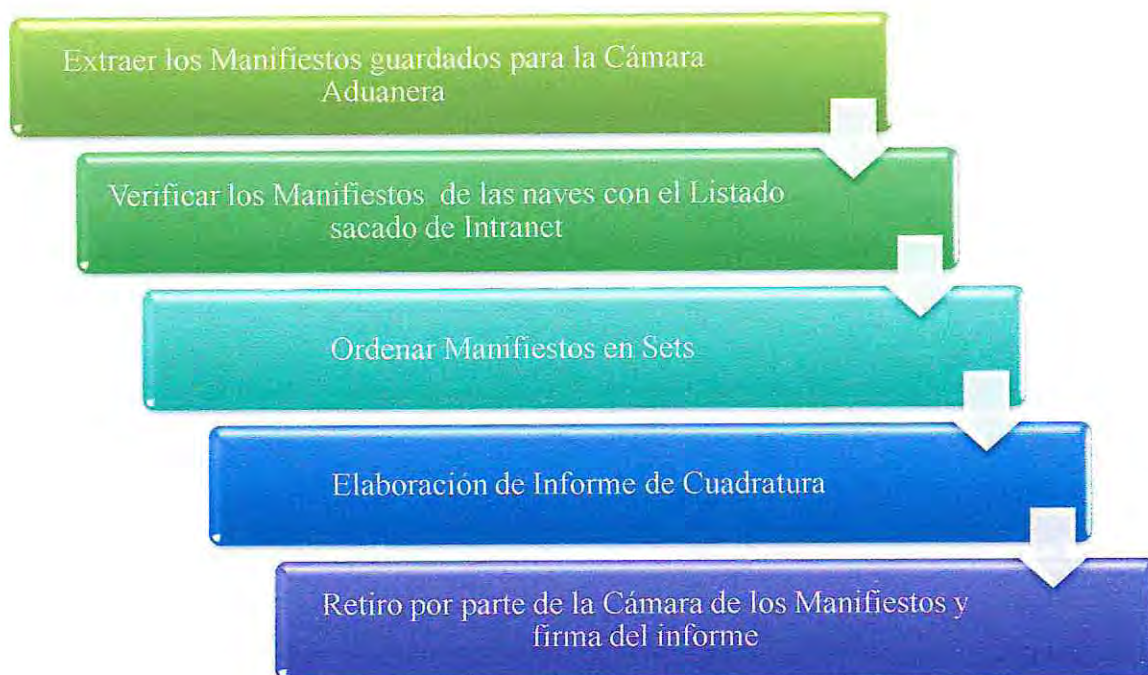 Extraer los Manifiestos guardados para la Cámara
Aduanera
Verificar los Manifiestos de las naves con el Listado
sacado de Intranet
Ordenar Manifiestos en Sets
Elaboración de Informe de Cuadratura
Retiro por parte de la Cámara de los Manifiestos y
firma del informe